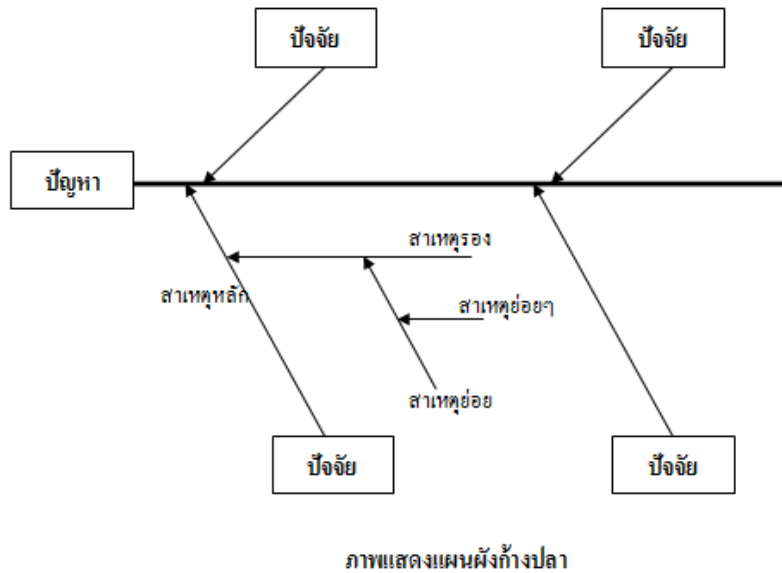 ปัจจัย
ปัจจัย
ปัญหา
สาเหตุรอง
สาเหตุหลัก
สาเหตุย่อยๆ
สาเหตุย่อย
ปัจจัย
ปัจจัย
ภาพแสดงแผนผังก้างปลา